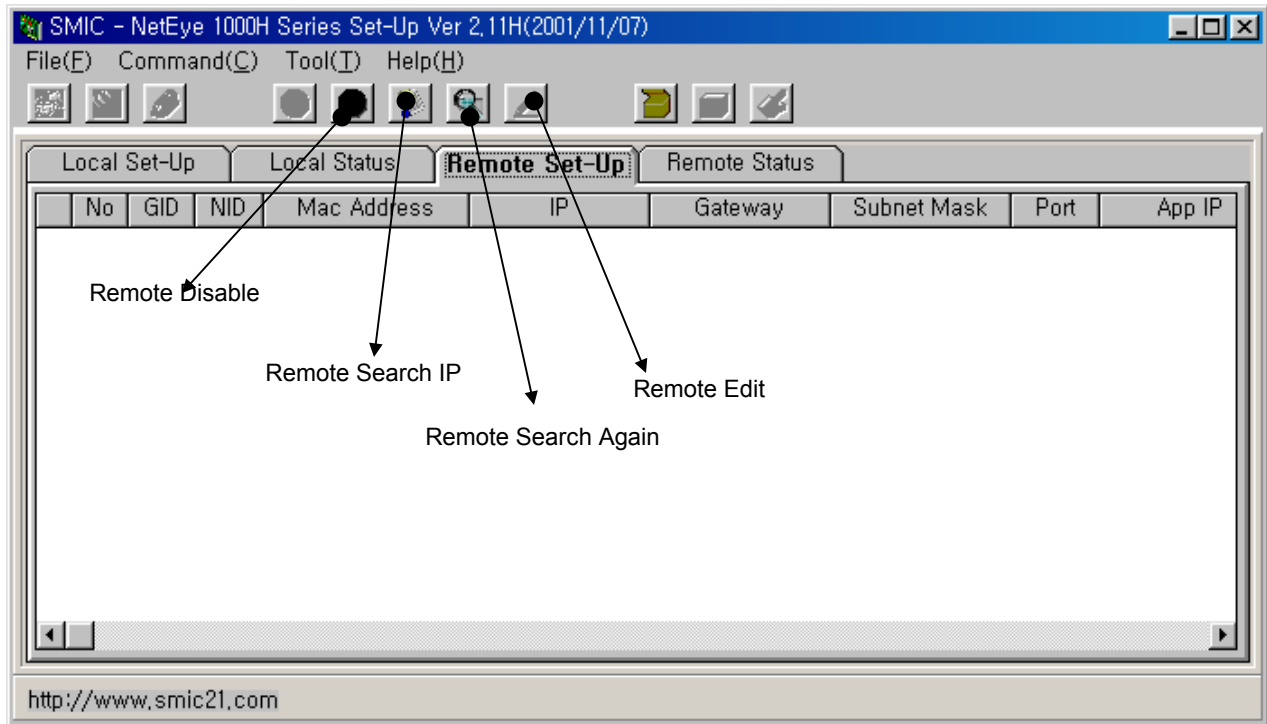 SMIC - NetEye 1000H Series Set-Up Ver 2,11H(2001/11/07)
File(F) Command(C) Tool(T) Help(H)
Local Set-Up Local Status Remote Set-Up Remote Status
No GID NID Mac Address IP Gateway Subnet Mask Port App IP
Remote Disable
Remote Search IP
Remote Edit
Remote Search Again
http://www,smic21,com